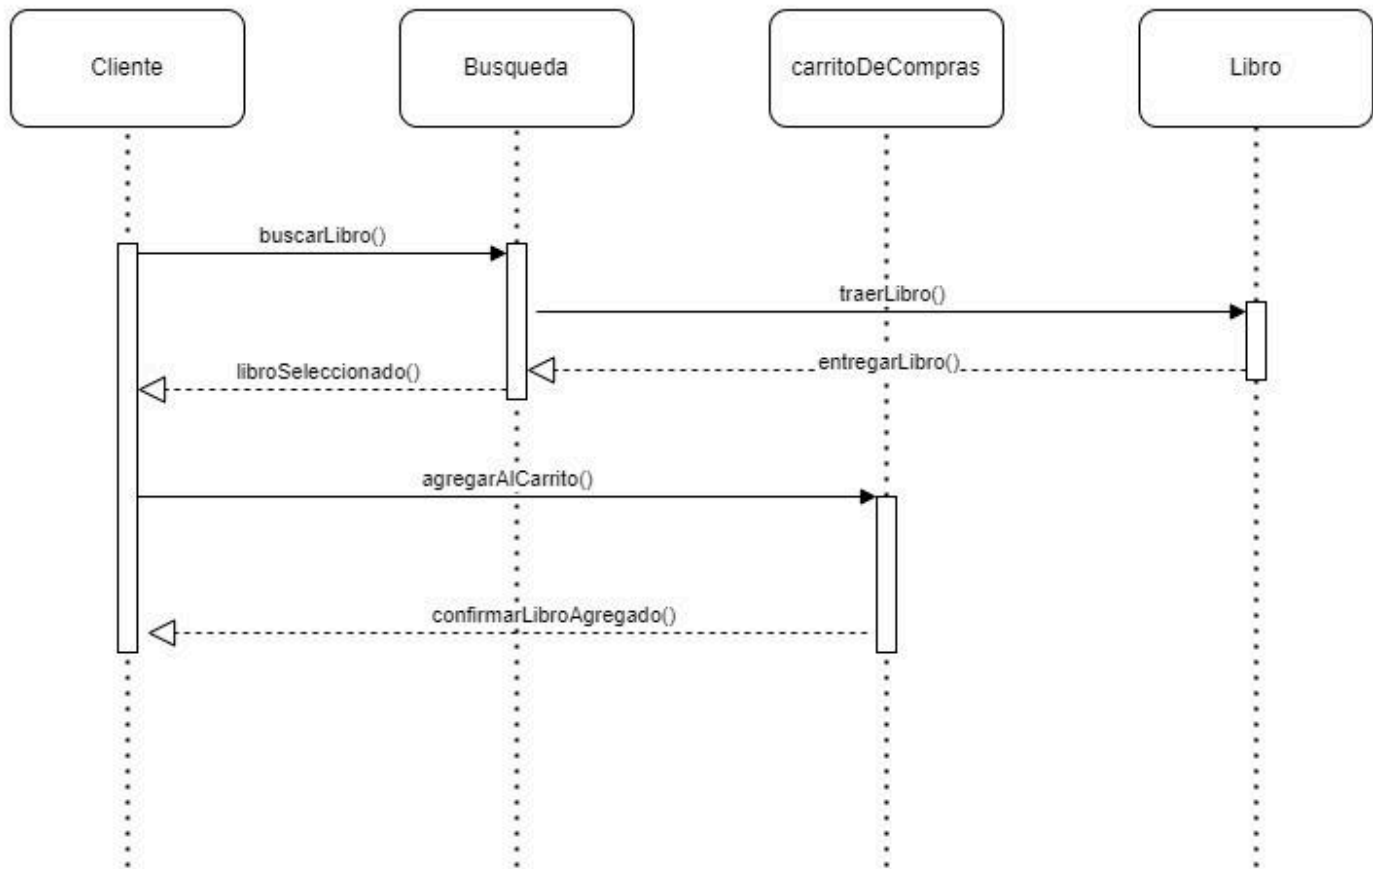 Cliente
Busqueda
carritoDeCompras
Libro
buscarLibro()
traerLibro()
entregarLibro()
libroSeleccionado()
agregarAlCarrito()
confirmarLibroAgregado()